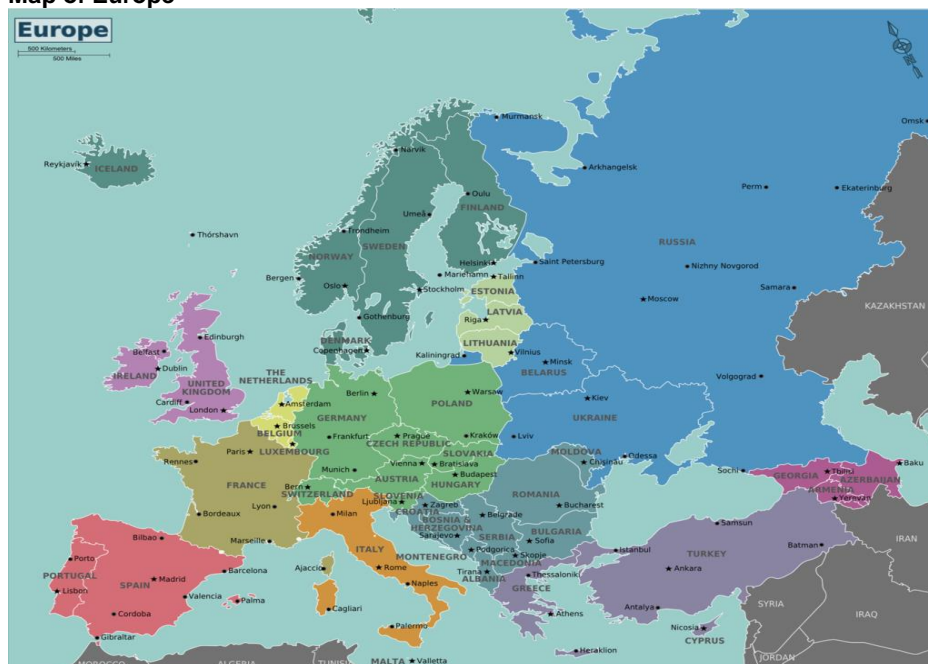 Map of Europe
Europe
500 Kilometers
500 Miles
Murmansk
Omsk
Narvik
Arkhangelsk
Reykjavík
ICELAND
Perm
Ekaterinburg
Oulu
FINLAND
Umeå
Thórshavn
Trondheim
SWEDEN
RUSSIA
NORWAY
Helsinki
Saint Petersburg
Nizhny Novgorod
Mariehamn
Tallinn
Bergen
Oslo
Stockholm
ESTONIA
Samara
Moscow
KAZAKHSTAN
Gothenburg
Riga
LATVIA
Edinburgh
DENMARK
LITHUANIA
Belfast
Copenhagen
Kaliningrad
Vilnius
Minsk
Dublin
IRELAND
THE
NETHERLANDS
BELARUS
Volgograd
UNITED
KINGDOM
Berlin
Warsaw
Cardiff
Amsterdam
POLAND
Kiev
London
GERMANY
UKRAINE
Brussels
BELGIUM
Frankfurt
Prague
Kraków
Lviv
CZECH REPUBLIC
Paris
LUXEMBOURG
SLOVAKIA
MOLDOVA
Odessa
Rennes
Vienna
Bratislava
Chişinău
Baku
Munich
Budapest
Sochi
GEORGIA
Tbilisi
AUSTRIA
HUNGARY
AZERBAIJAN
FRANCE
Bern
SWITZERLAND
SLOVENIA
ROMANIA
ARMENIA
Yerevan
Ljubljana
Zagreb
Lyon
CROATIA
Bucharest
Bordeaux
Milan
BOSNIA &
HERZEGOVINA
Belgrade
Samsun
Bilbao
Sarajevo
SERBIA
BULGARIA
Marseille
Sofia
IRAN
ITALY
MONTENEGRO
Podgorica
Istanbul
TURKEY
Batman
Porto
Skopje
MACEDONIA
Ajaccio
Rome
Tirana
ALBANIA
Thessaloniki
Ankara
PORTUGAL
SPAIN
Madrid
Barcelona
Naples
GREECE
Lisbon
Valencia
Palma
SYRIA
Cordoba
Cagliari
Athens
Antalya
IRAQ
Palermo
Nicosia
Gibraltar
CYPRUS
Heraklion
MOROCCO
ALGERIA
TUNISI
MALTA
Valletta
JORDAN